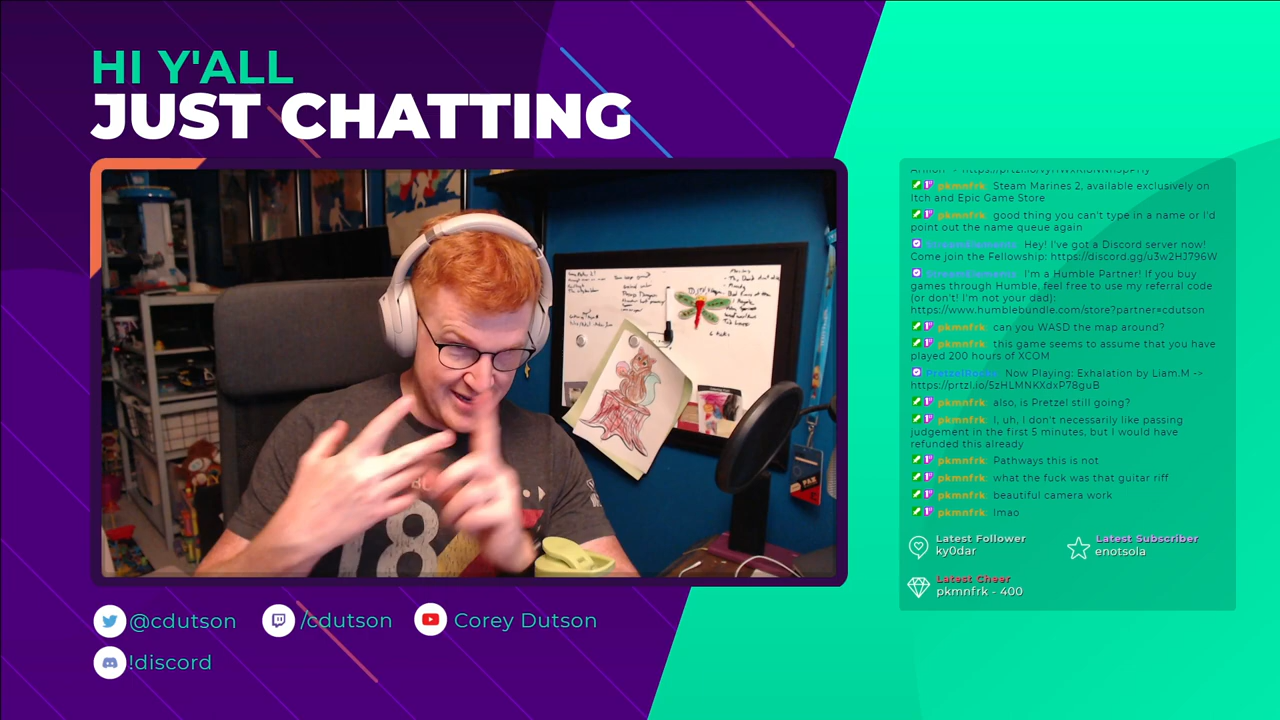 HI Y'ALL
JUST CHATTING
pkmnfrk: Steam Marines 2, available exclusively on
Itch and Epic Game Store
pkmnfrk: good thing you can't type in a name or I'd
point out the name queue again
StreamElements: Hey! I've got a Discord server now!
Come join the Fellowship: https://discord.gg/u3w2HJ796W
StreamElements: I'm a Humble Partner! If you buy
games through Humble, feel free to use my referral code
(or don't! I'm not your dad):
https://www.humblebundle.com/store?partner=cdutson
pkmnfrk: can you WASD the map around?
pkmnfrk: this game seems to assume that you have
played 200 hours of XCOM
PretzelRocks: Now Playing: Exhalation by Liam.M ->
https://prtzl.io/5zHLMNKXdxP78guB
pkmnfrk: also, is Pretzel still going?
pkmnfrk: I, uh, I don't necessarily like passing
judgement in the first 5 minutes, but I would have
refunded this already
pkmnfrk: Pathways this is not
pkmnfrk: what the fuck was that guitar riff
pkmnfrk: beautiful camera work
pkmnfrk: lmao
Latest Follower
ky0dar
Latest Subscriber
enotsola
Latest Cheer
pkmnfrk - 400
18
@cdutson
/cdutson
Corey Dutson
!discord